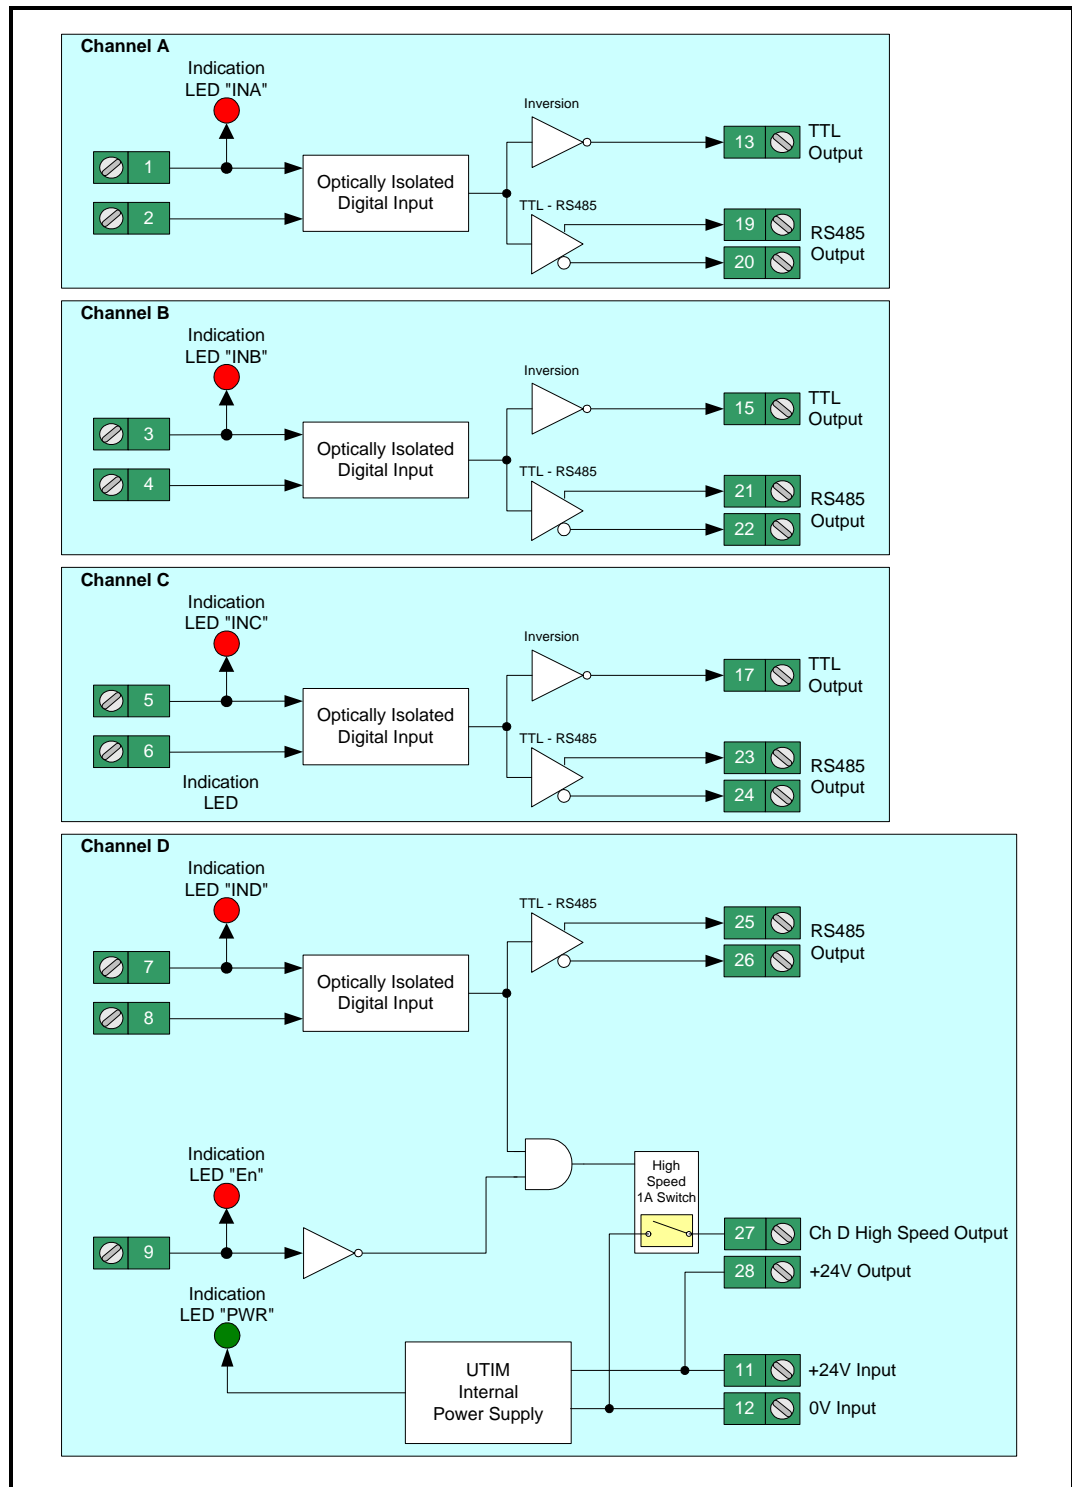 Channel A
Indication
LED "INA"
Inversion
1
2
Optically Isolated
Digital Input
TTL - RS485
13
TTL
Output
19
20
RS485
Output
Channel B
Indication
LED "INB"
Inversion
3
4
Optically Isolated
Digital Input
TTL - RS485
15
TTL
Output
21
22
RS485
Output
Channel C
Indication
LED "INC"
Inversion
5
6
Optically Isolated
Digital Input
Indication
LED
TTL - RS485
17
TTL
Output
23
24
RS485
Output
Channel D
Indication
LED "IND"
7
8
Optically Isolated
Digital Input
TTL - RS485
25
26
RS485
Output
Indication
LED "En"
9
High
Speed
1A Switch
27
Ch D High Speed Output
28
+24V Output
Indication
LED "PWR"
UTIM
Internal
Power Supply
11
+24V Input
12
0V Input